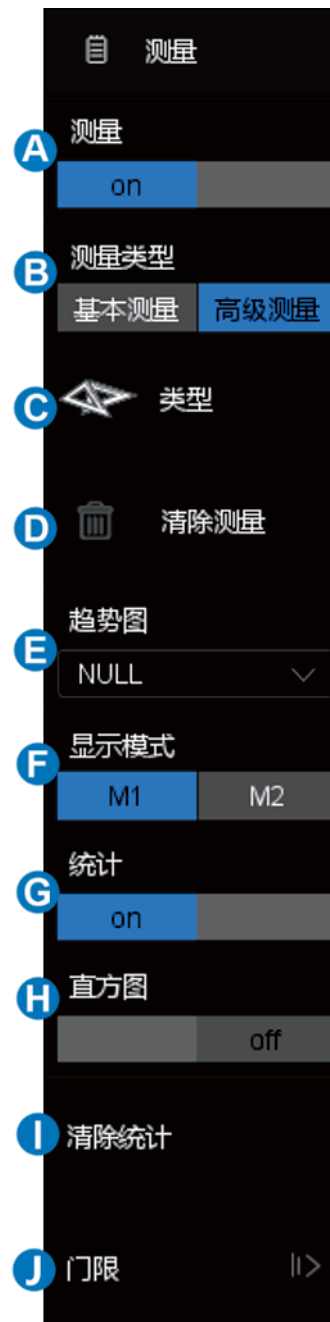 测量
A
测量
on
B
测量类型
基本测量 高级测量
C
类型
D
清除测量
E
趋势图
NULL
F
显示模式
M1 M2
G
统计
on
H
直方图
off
I
清除统计
J
门限